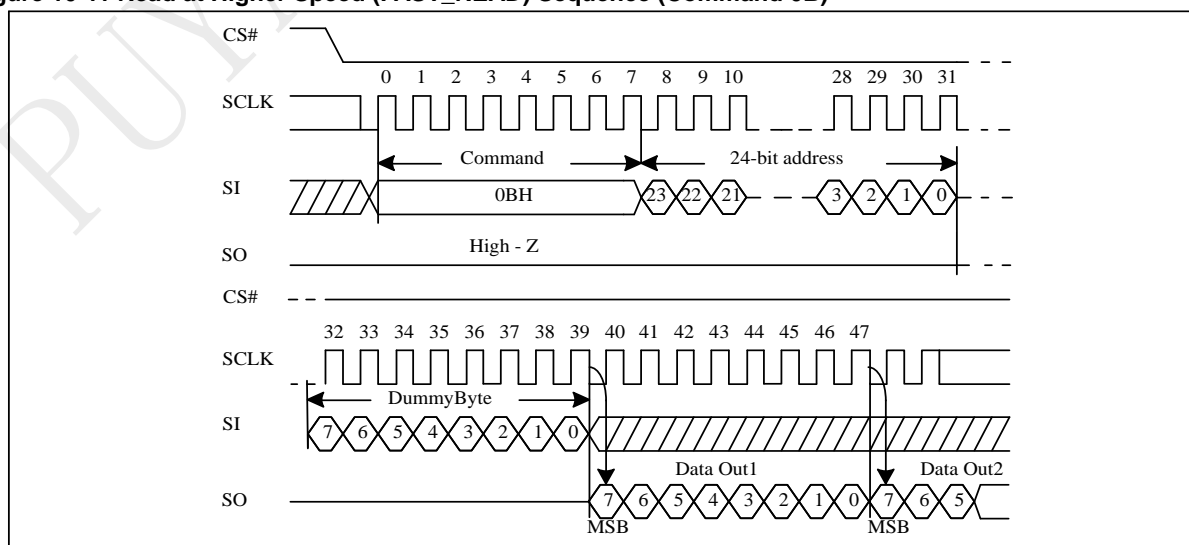 PUYA
CS#
0 1 2 3 4 5 6 7 8 9 10 28 29 30 31
SCLK
Command 24-bit address
SI 0BH 23 22 21 3 2 1 0
High - Z
SO
CS#
32 33 34 35 36 37 38 39 40 41 42 43 44 45 46 47
SCLK
DummyByte
SI 7 6 5 4 3 2 1 0
Data Out1 Data Out2
SO 7 6 5 4 3 2 1 0 7 6 5
MSB MSB